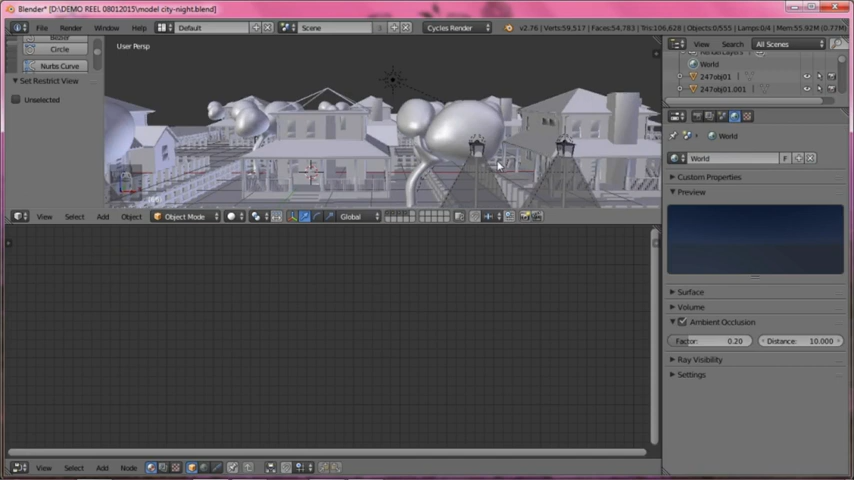 Blender* [D:\DEMO REEL 08012015\model city-night.blend]
File Render Window Help Default Scene Cycles Render v2.76 | Verts:59,517 | Faces:54,783 | Tris:106,628 | Objects:0/555 | Lamps:0/4 | Mem:55.92M (0.77M)
Bezier
Circle
Nurbs Curve
Set Restrict View
Unselected
User Persp
View Select Add Object Object Mode Global
View Select Add Node
View Search All Scenes
World
247obj01
247obj01.001
World
World F
Custom Properties
Preview
Surface
Volume
Ambient Occlusion
Factor: 0.20 Distance: 10.000
Ray Visibility
Settings